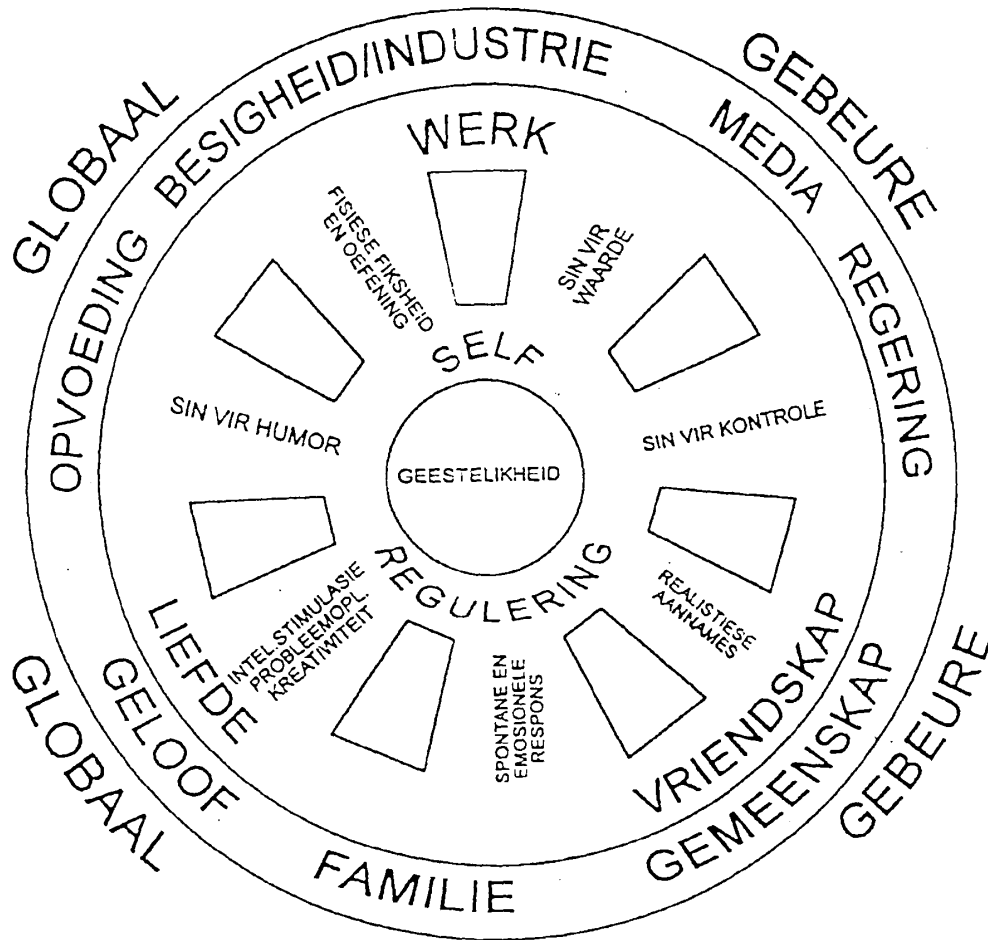 GLOBAAL
GEBEURE
BESIGHEID/INDUSTRIE
MEDIA
REGERING
OPVOEDING
WERK
FISIESE FIKSHEID
EN OEFENING
SIN VIR
WAARDE
SELF
SIN VIR HUMOR
SIN VIR KONTROLE
GEESTELIKHEID
REGULERING
INTEL.STIMULASIE
PROBLEEMOPL.
KREATIWITEIT
REALISTIESE
AANNAMES
SPONTANE EN
EMOSIONELE
RESPONS
LIEFDE
VRIENDSKAP
GELOOF
GEMEENSKAP
FAMILIE
GLOBAAL
GEBEURE